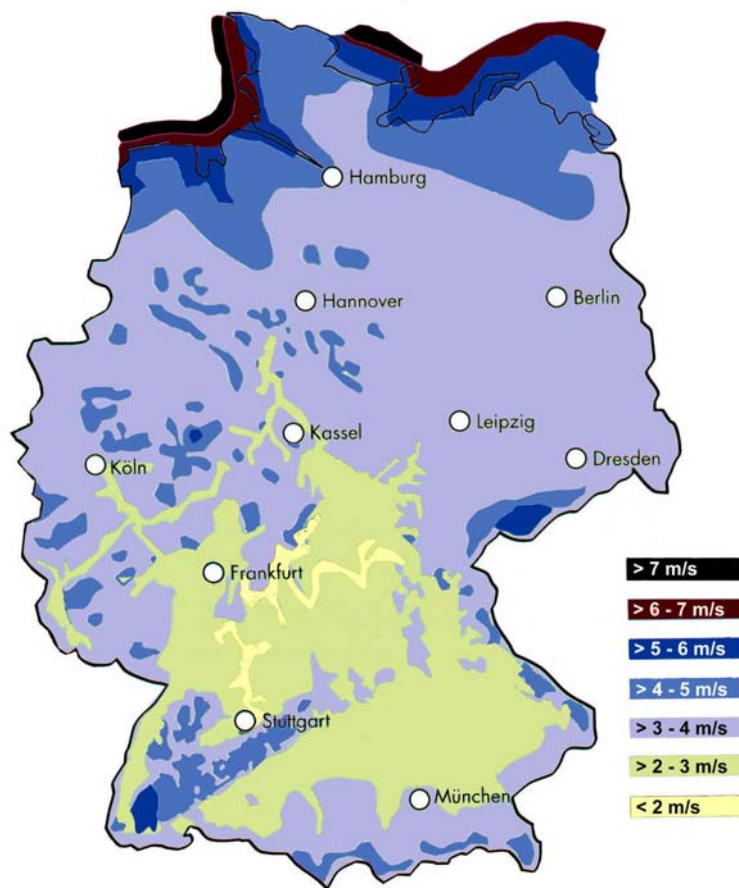 Hamburg
Hannover
Berlin
Kassel
Leipzig
Köln
Dresden
Frankfurt
> 7 m/s
> 6 - 7 m/s
> 5 - 6 m/s
> 4 - 5 m/s
Stuttgart
> 3 - 4 m/s
> 2 - 3 m/s
München
< 2 m/s